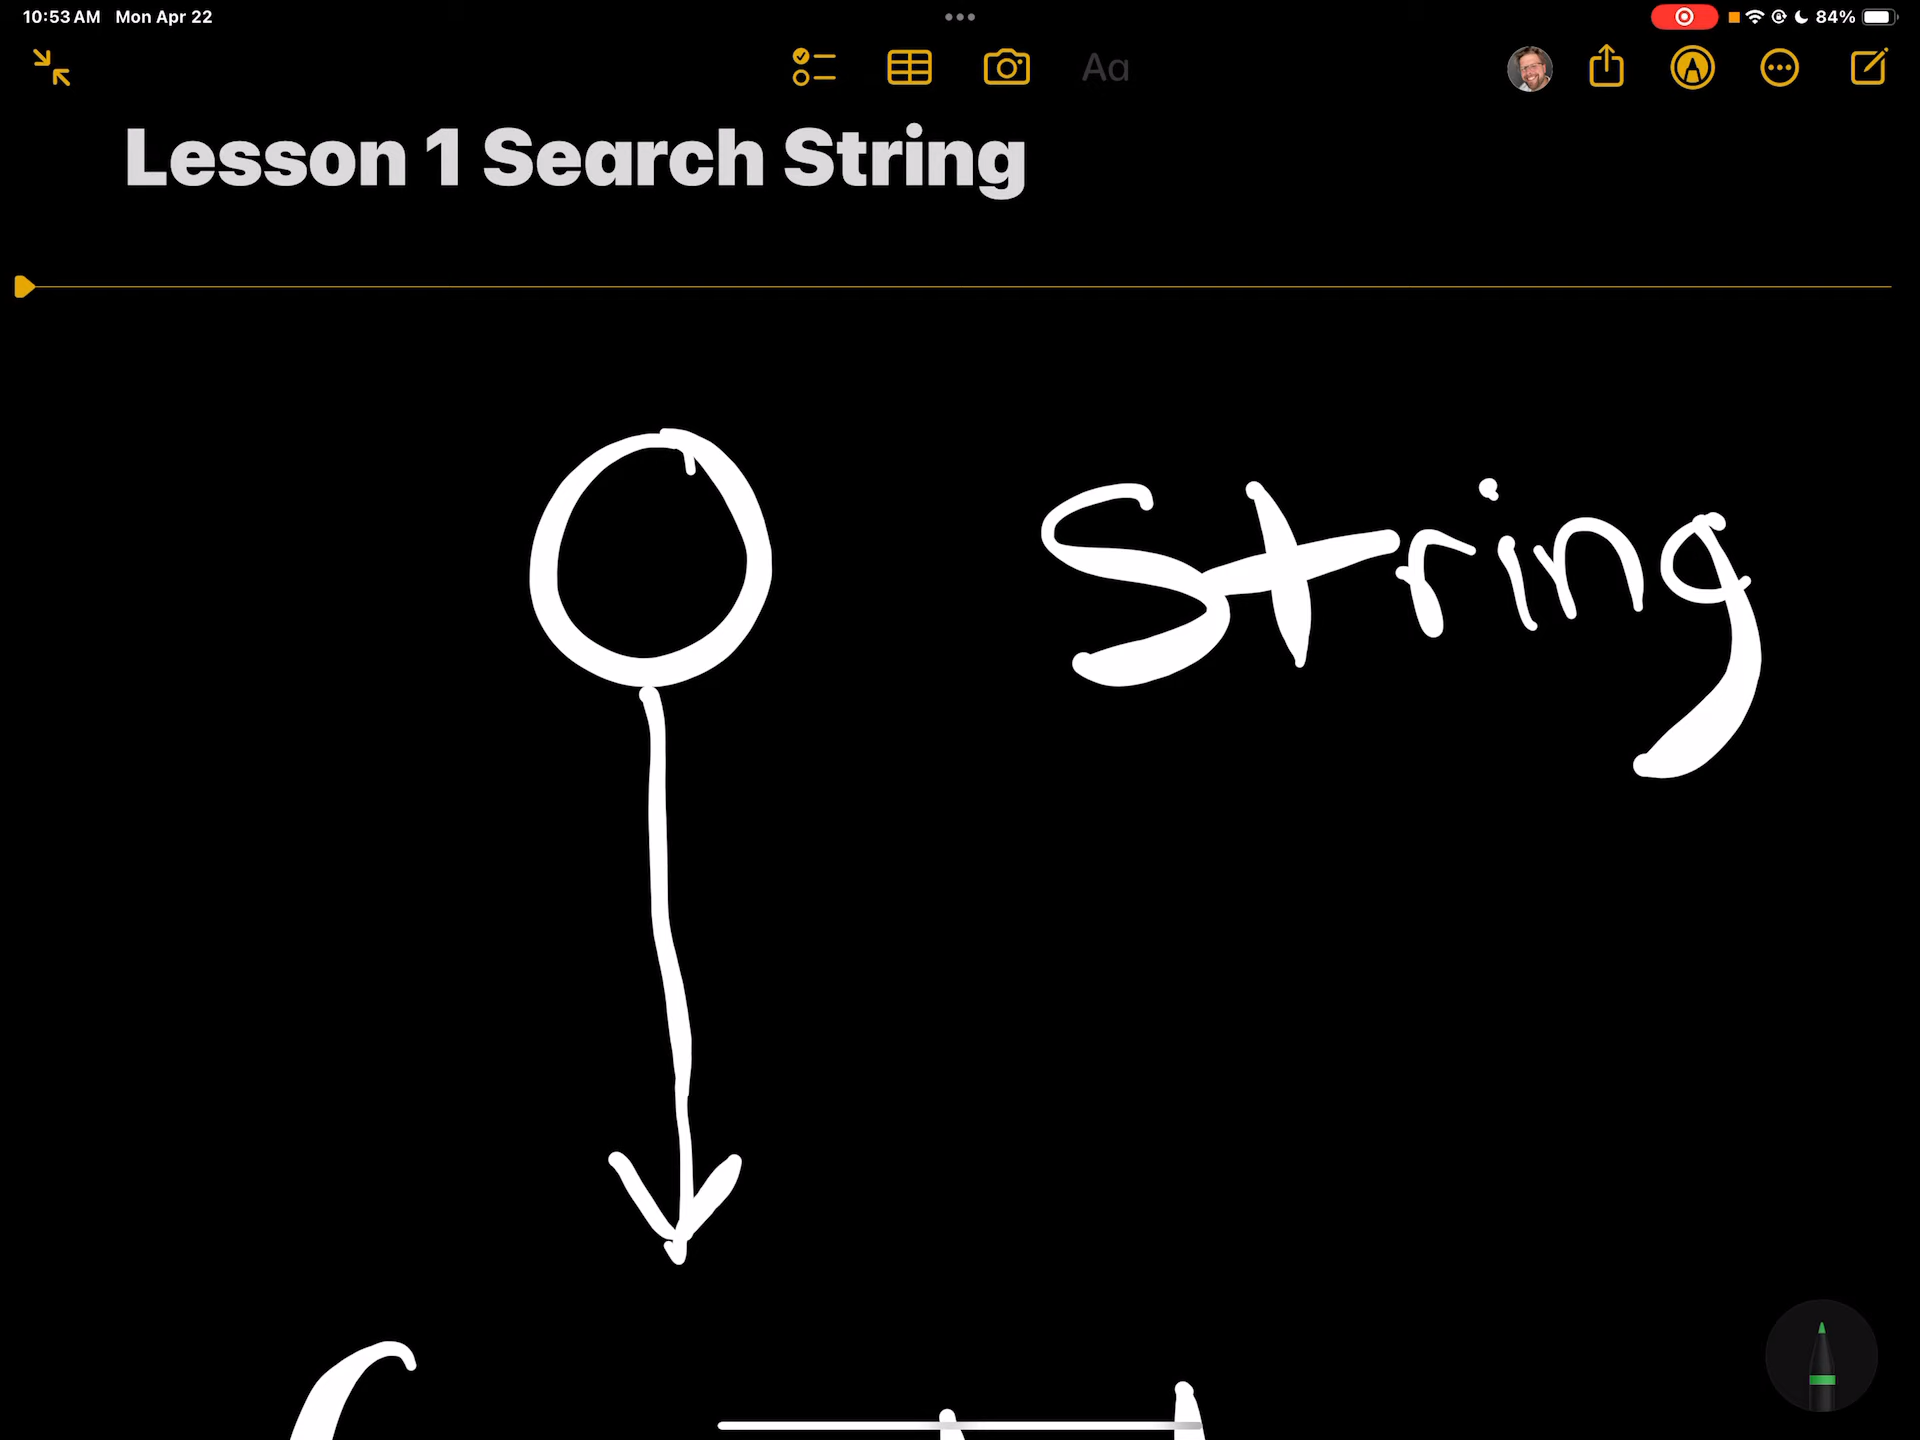 10:53 AM Mon Apr 22
84%
Aa
Lesson 1 Search String
String